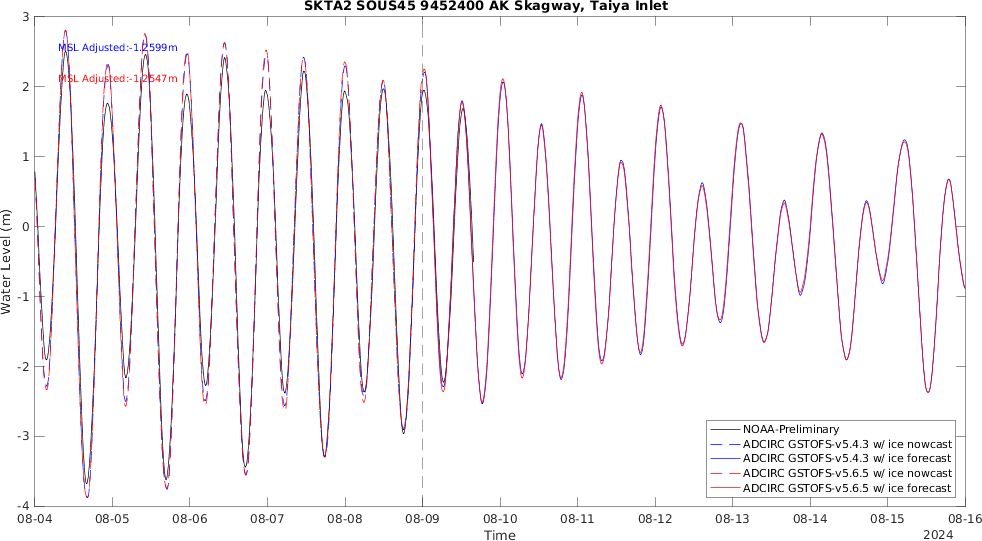 SKTA2 SOUS45 9452400 AK Skagway, Taiya Inlet
MSL Adjusted:-1.2599m
MSL Adjusted:-1.2547m
Water Level (m)
3
2
1
0
-1
-2
-3
-4
NOAA-Preliminary
ADCIRC GSTOFS-v5.4.3 w/ ice nowcast
ADCIRC GSTOFS-v5.4.3 w/ ice forecast
ADCIRC GSTOFS-v5.6.5 w/ ice nowcast
ADCIRC GSTOFS-v5.6.5 w/ ice forecast
08-04 08-05 08-06 08-07 08-08 08-09 08-10 08-11 08-12 08-13 08-14 08-15 08-16
Time
2024